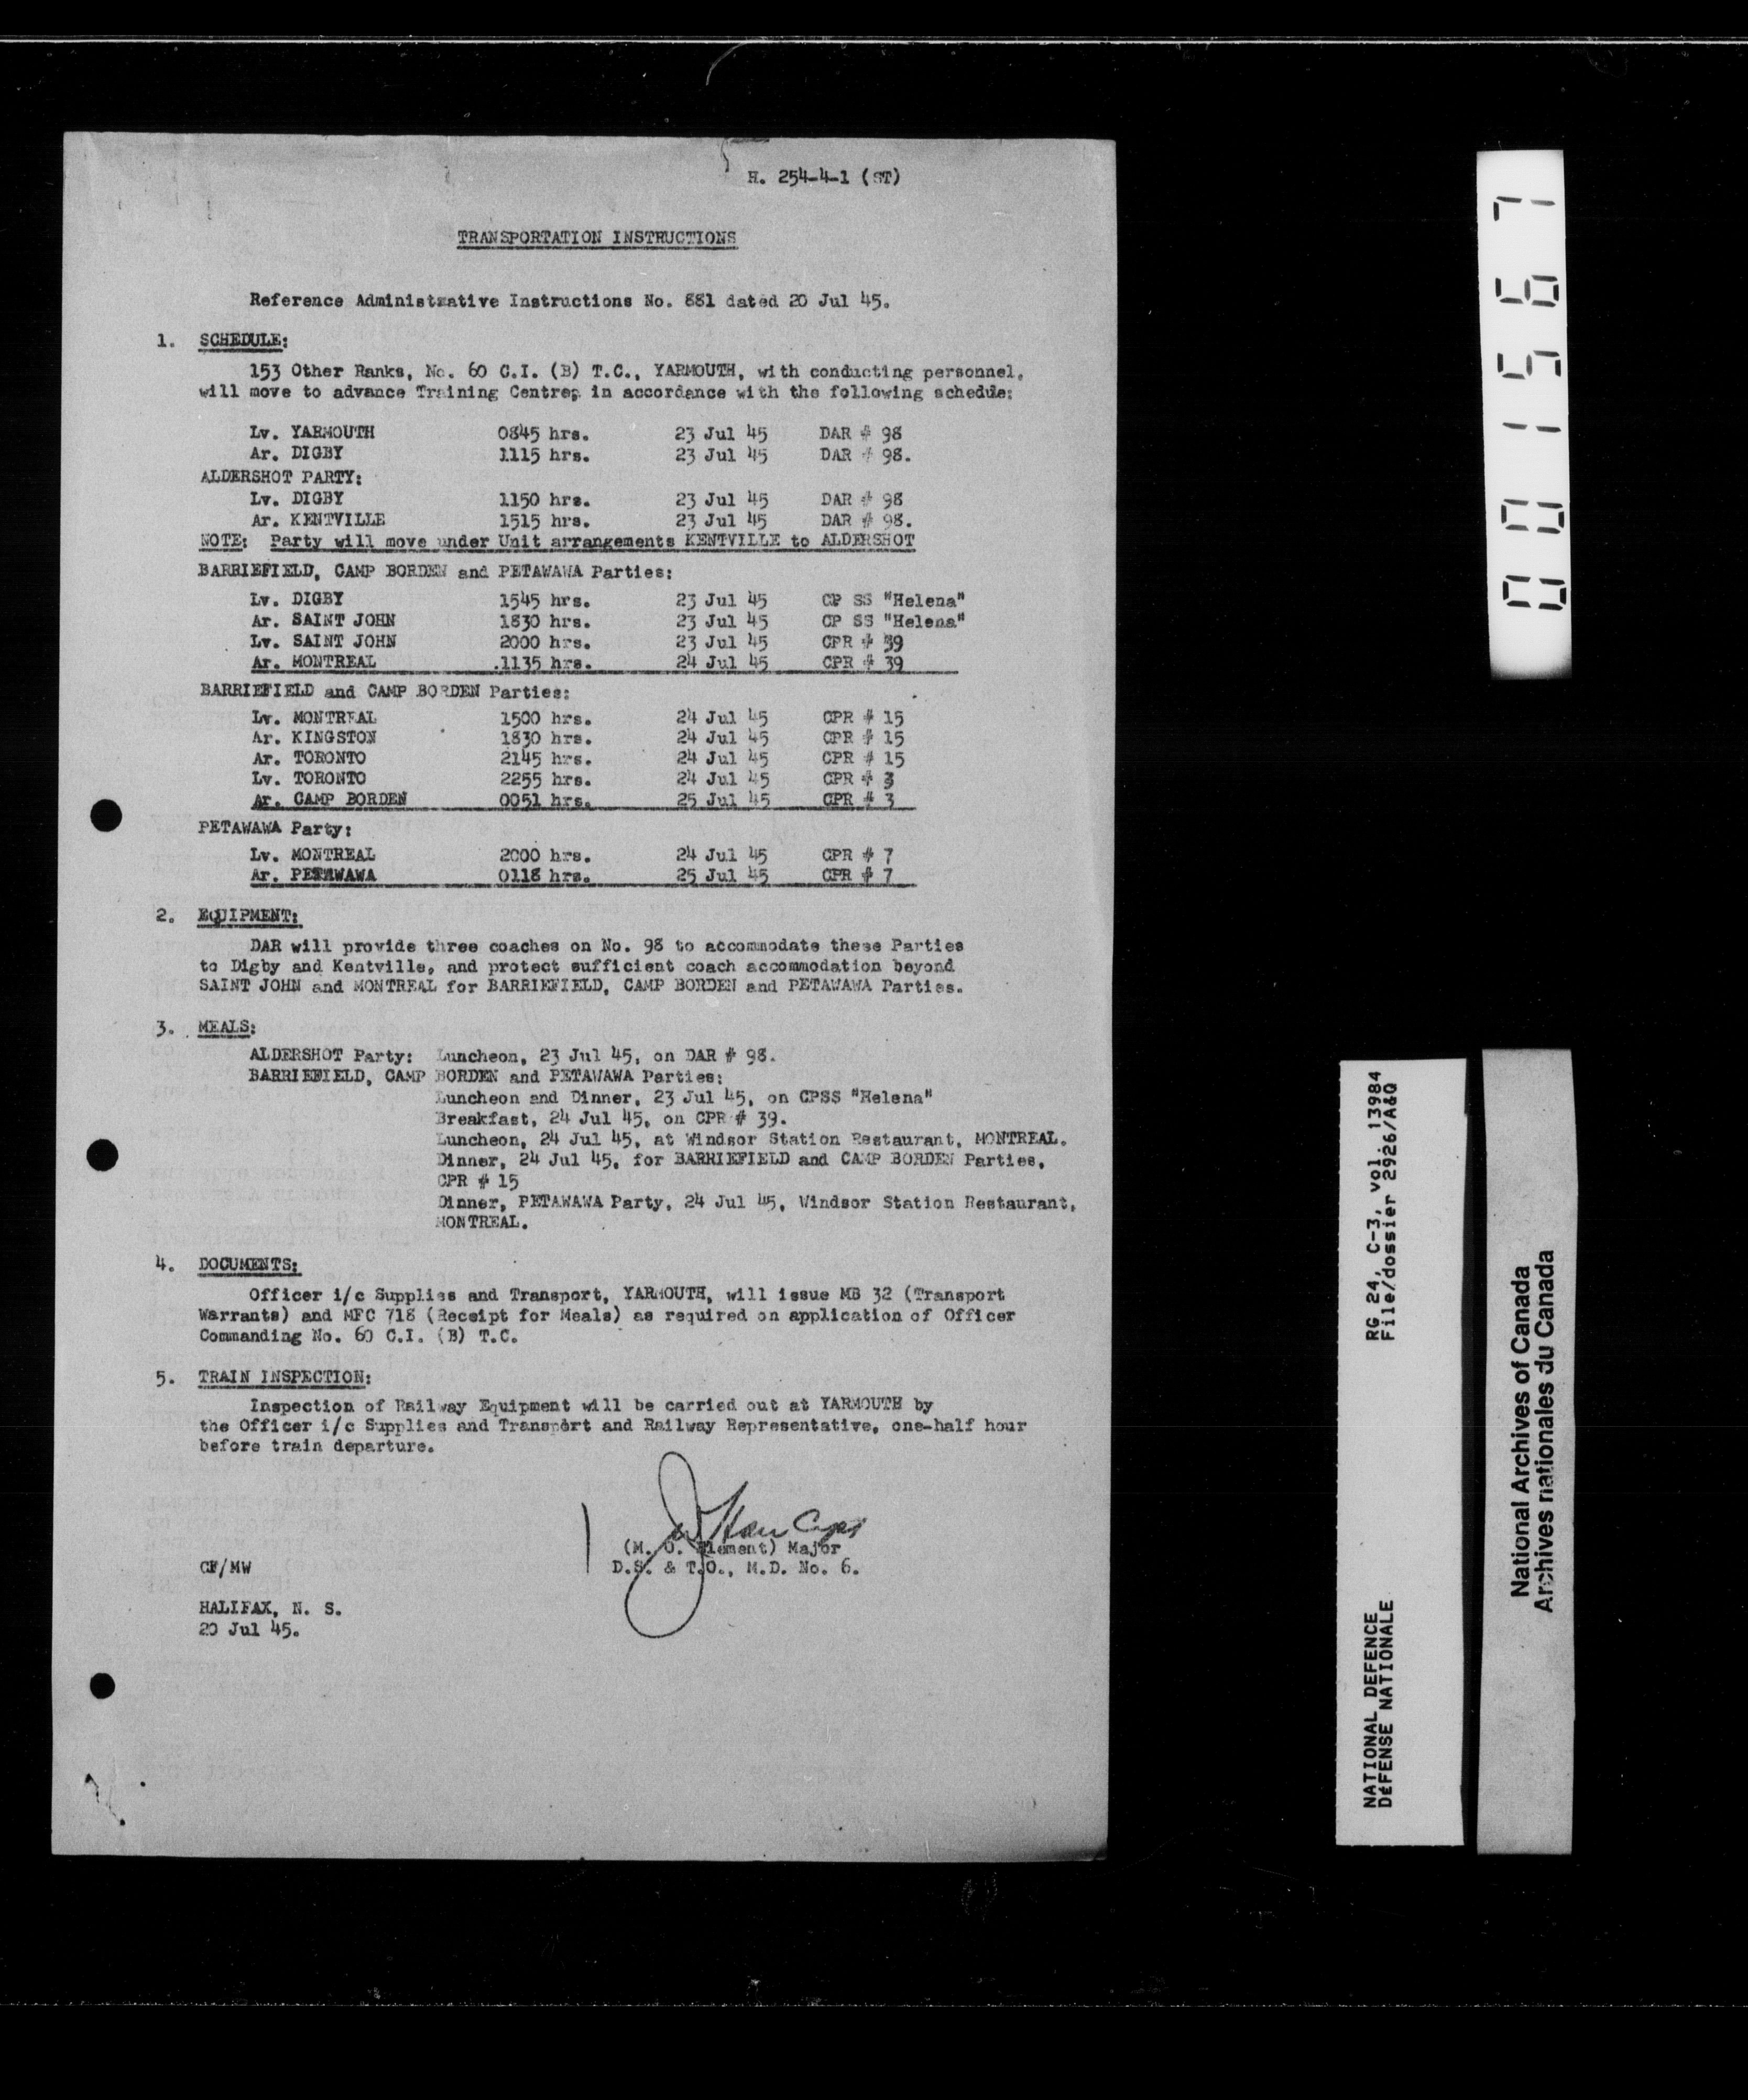 H. 254-4-1 (ST)
TRANSPORTATION INSTRUCTIONS
Reference Administrative Instructions No. 881 dated 20 Jul 45.
1. SCHEDULE:
153 Other Ranks, No. 60 C.I. (B) T.C., YARMOUTH, with conducting personnel,
will move to advance Training Centres in accordance with the following schedule:
Lv. YARMOUTH 0845 hrs. 23 Jul 45 DAR # 98
Ar. DIGBY 1115 hrs. 23 Jul 45 DAR # 98.
ALDERSHOT PARTY:
Lv. DIGBY 1150 hrs. 23 Jul 45 DAR # 98
Ar. KENTVILLE 1515 hrs. 23 Jul 45 DAR # 98.
NOTE: Party will move under Unit arrangements KENTVILLE to ALDERSHOT
BARRIEFIELD, CAMP BORDEN and PETAWAWA Parties:
Lv. DIGBY 1545 hrs. 23 Jul 45 CP SS "Helena"
Ar. SAINT JOHN 1830 hrs. 23 Jul 45 CP SS "Helena"
Lv. SAINT JOHN 2000 hrs. 23 Jul 45 CPR # 39
Ar. MONTREAL .1135 hrs. 24 Jul 45 CPR # 39
BARRIEFIELD and CAMP BORDEN Parties:
Lv. MONTREAL 1500 hrs. 24 Jul 45 CPR # 15
Ar. KINGSTON 1830 hrs. 24 Jul 45 CPR # 15
Ar. TORONTO 2145 hrs. 24 Jul 45 CPR # 15
Lv. TORONTO 2255 hrs. 24 Jul 45 CPR # 3
Ar. CAMP BORDEN 0051 hrs. 25 Jul 45 CPR # 3
PETAWAWA Party:
Lv. MONTREAL 2000 hrs. 24 Jul 45 CPR # 7
Ar. PETAWAWA 0118 hrs. 25 Jul 45 CPR # 7
2. EQUIPMENT:
DAR will provide three coaches on No. 98 to accommodate these Parties
to Digby and Kentville, and protect sufficient coach accommodation beyond
SAINT JOHN and MONTREAL for BARRIEFIELD, CAMP BORDEN and PETAWAWA Parties.
3. MEALS:
ALDERSHOT Party: Luncheon, 23 Jul 45, on DAR # 98.
BARRIEFIELD, CAMP BORDEN and PETAWAWA Parties:
Luncheon and Dinner, 23 Jul 45, on CPSS "Helena"
Breakfast, 24 Jul 45, on CPR # 39.
Luncheon, 24 Jul 45, at Windsor Station Restaurant, MONTREAL.
Dinner, 24 Jul 45, for BARRIEFIELD and CAMP BORDEN Parties,
CPR # 15
Dinner, PETAWAWA Party, 24 Jul 45, Windsor Station Restaurant,
MONTREAL.
4. DOCUMENTS:
Officer i/c Supplies and Transport, YARMOUTH, will issue MB 32 (Transport
Warrants) and MFC 718 (Receipt for Meals) as required on application of Officer
Commanding No. 60 C.I. (B) T.C.
5. TRAIN INSPECTION:
Inspection of Railway Equipment will be carried out at YARMOUTH by
the Officer i/c Supplies and Transport and Railway Representative, one-half hour
before train departure.
(M. O. Element) Major
CF/MW D.S. & T.O., M.D. No. 6.
HALIFAX, N. S.
20 Jul 45.
001567
RG 24, C-3, vol. 13984
File/dossier 2926/A&Q
NATIONAL DEFENCE
DéFENSE NATIONALE
National Archives of Canada
Archives nationales du Canada